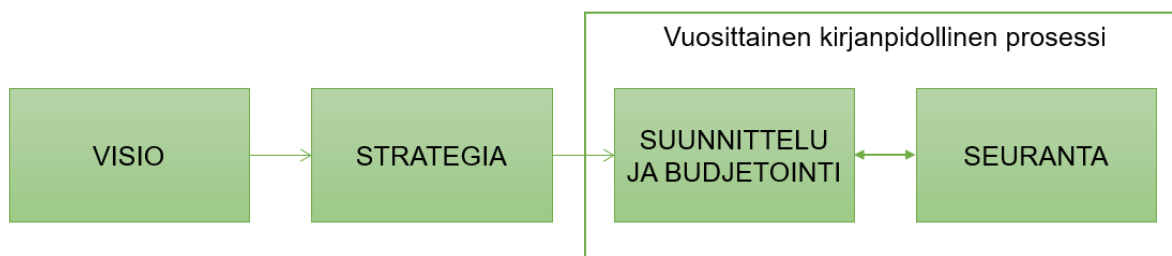 Vuosittainen kirjanpidollinen prosessi
VISIO
STRATEGIA
SUUNNITTELU
JA BUDJETOINTI
SEURANTA